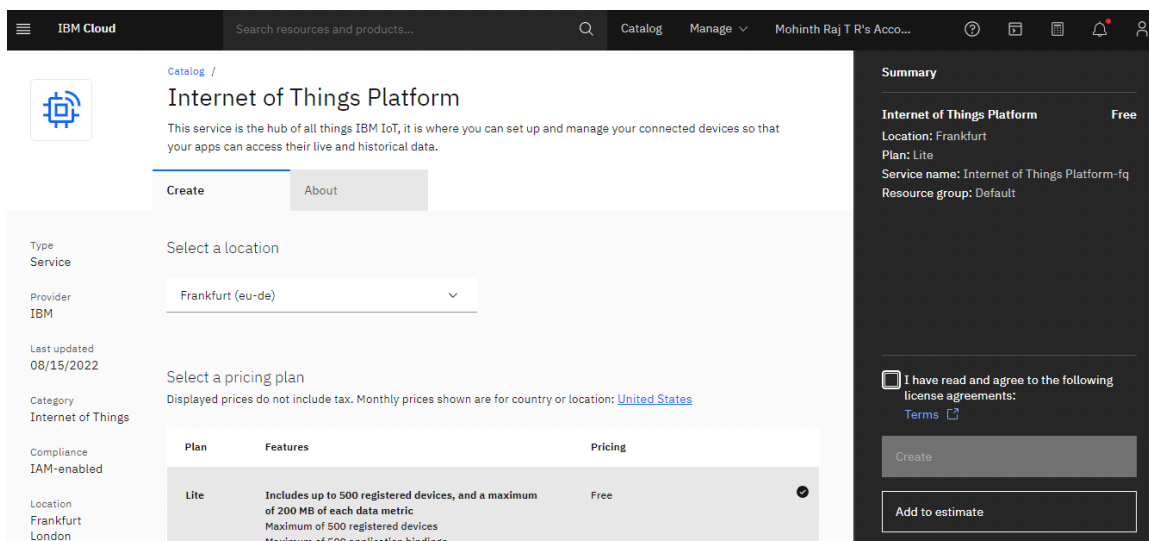 IBM Cloud
Search resources and products...
Catalog
Manage
Mohinth Raj T R's Acco...
Catalog /
Internet of Things Platform
This service is the hub of all things IBM IoT, it is where you can set up and manage your connected devices so that
your apps can access their live and historical data.
Create
About
Type
Service
Provider
IBM
Last updated
08/15/2022
Category
Internet of Things
Compliance
IAM-enabled
Location
Frankfurt
London
Select a location
Frankfurt (eu-de)
Select a pricing plan
Displayed prices do not include tax. Monthly prices shown are for country or location: United States
Plan Features Pricing
Lite Includes up to 500 registered devices, and a maximum Free
of 200 MB of each data metric
Maximum of 500 registered devices
Maximum of 500 application bindings
Summary
Internet of Things Platform Free
Location: Frankfurt
Plan: Lite
Service name: Internet of Things Platform-fq
Resource group: Default
I have read and agree to the following
license agreements:
Terms
Create
Add to estimate